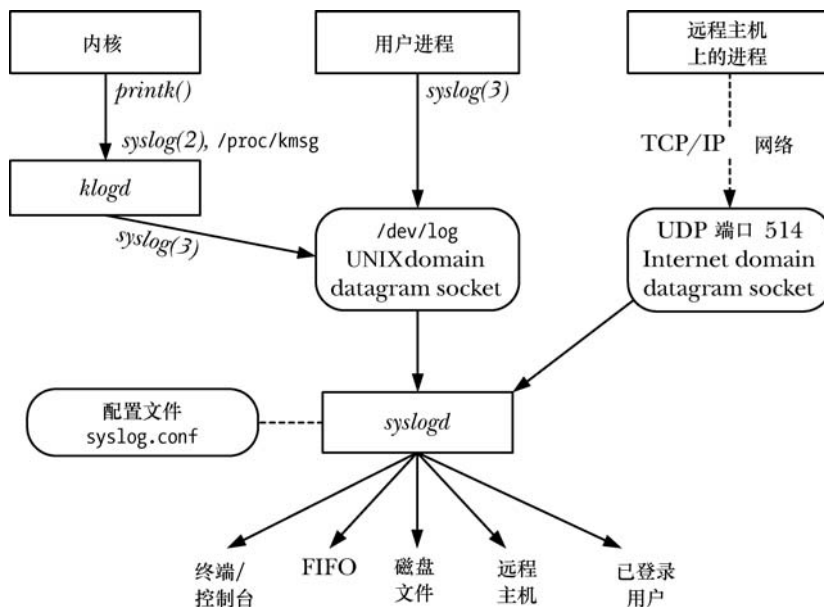 内核
用户进程
远程主机
上的进程
printk()
syslog(3)
syslog(2), /proc/kmsg
TCP/IP 网络
klogd
syslog(3)
/dev/log
UNIX domain
datagram socket
UDP 端口 514
Internet domain
datagram socket
配置文件
syslog.conf
syslogd
终端/
控制台
FIFO
磁盘
文件
远程
主机
已登录
用户